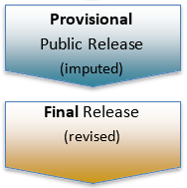 Provisional
Public Release
(imputed)
Final Release
(revised)